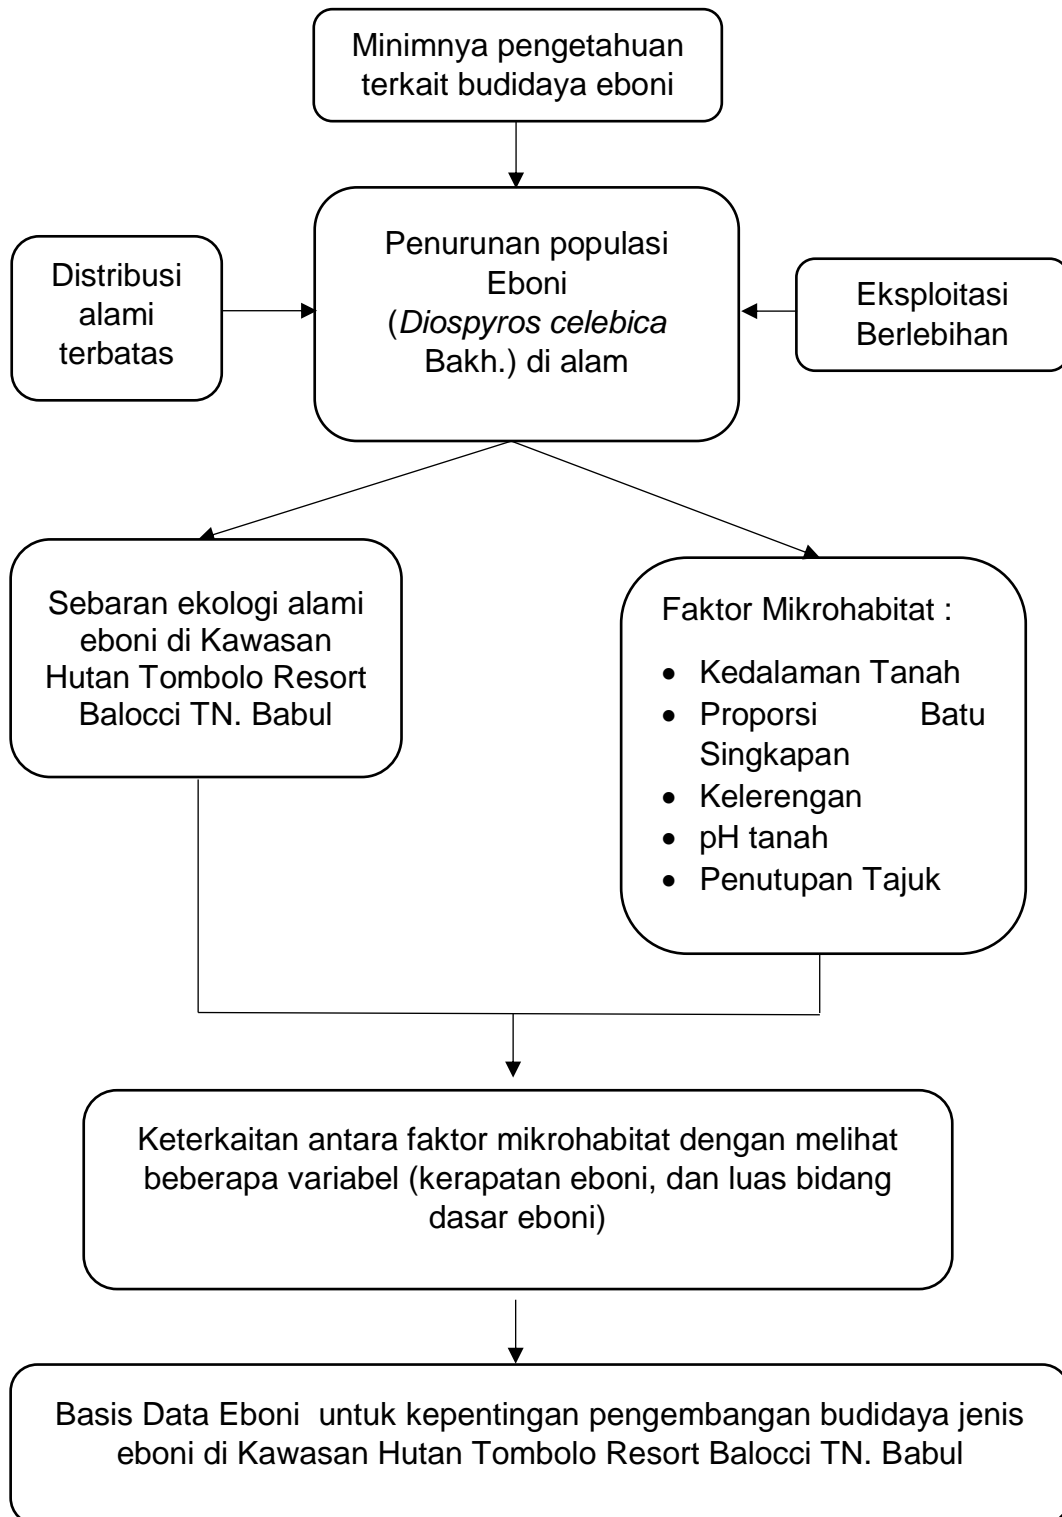 Minimnya pengetahuan
terkait budidaya eboni
Distribusi
alami
terbatas
Penurunan populasi
Eboni
(Diospyros celebica
Bakh.) di alam
Eksploitasi
Berlebihan
Sebaran ekologi alami
eboni di Kawasan
Hutan Tombolo Resort
Balocci TN. Babul
Faktor Mikrohabitat :
• Kedalaman Tanah
• Proporsi Batu
Singkapan
• Kelerengan
• pH tanah
• Penutupan Tajuk
Keterkaitan antara faktor mikrohabitat dengan melihat
beberapa variabel (kerapatan eboni, dan luas bidang
dasar eboni)
Basis Data Eboni untuk kepentingan pengembangan budidaya jenis
eboni di Kawasan Hutan Tombolo Resort Balocci TN. Babul